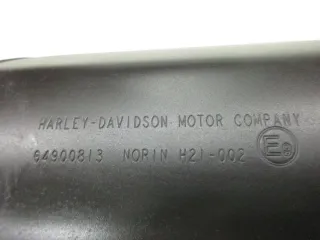 HARLEY-DAVIDSON MOTOR COMPANY
64900813 NORIN H21-002